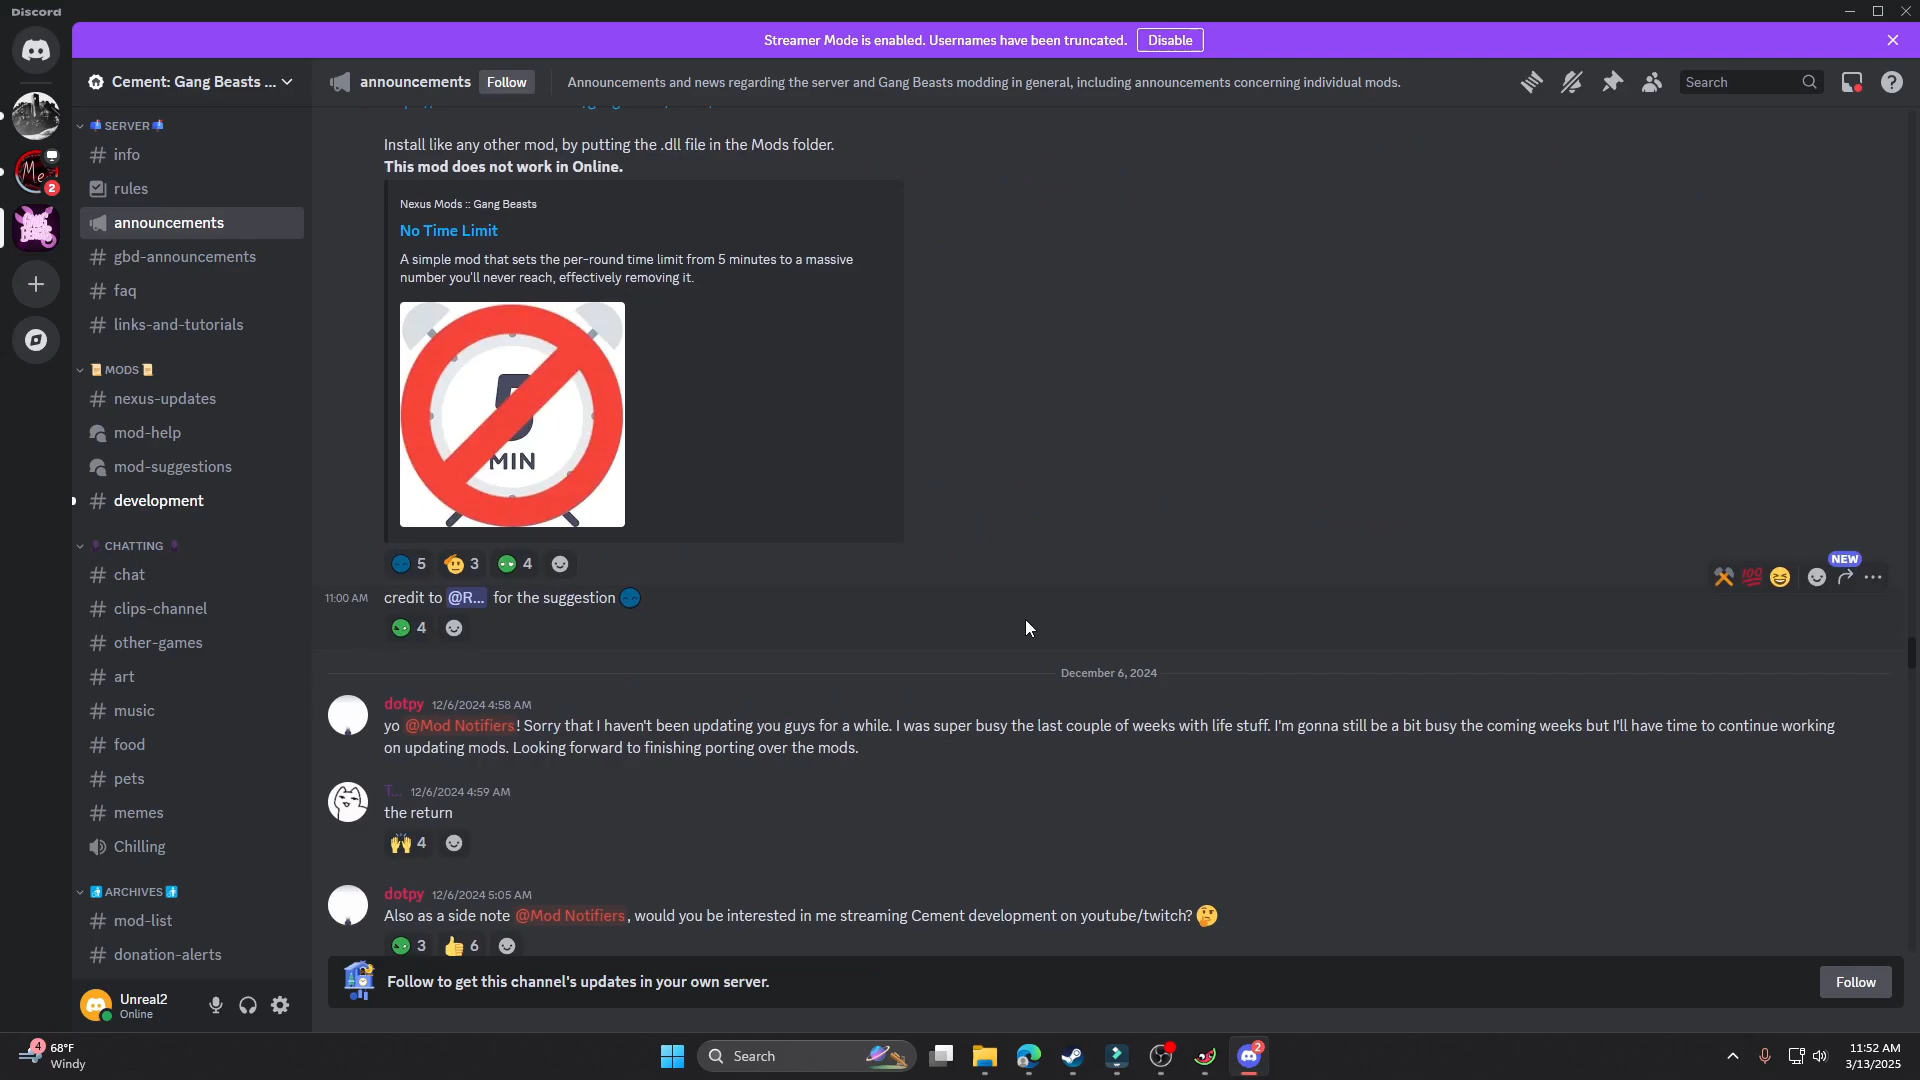 Discord
Streamer Mode is enabled. Usernames have been truncated.
Disable
Cement: Gang Beasts ...
announcements
Follow
Announcements and news regarding the server and Gang Beasts modding in general, including announcements concerning individual mods.
Search
SERVER
info
rules
announcements
gbd-announcements
faq
links-and-tutorials
MODS
nexus-updates
mod-help
mod-suggestions
development
CHATTING
chat
clips-channel
other-games
art
music
food
pets
memes
Chilling
ARCHIVES
mod-list
donation-alerts
Unreal2
Online
Me
2
Install like any other mod, by putting the .dll file in the Mods folder.
This mod does not work in Online.
Nexus Mods :: Gang Beasts
No Time Limit
A simple mod that sets the per-round time limit from 5 minutes to a massive
number you'll never reach, effectively removing it.
5
MIN
5 3 4
NEW
11:00 AM credit to @R... for the suggestion
4
December 6, 2024
dotpy 12/6/2024 4:58 AM
yo @Mod Notifiers! Sorry that I haven't been updating you guys for a while. I was super busy the last couple of weeks with life stuff. I'm gonna still be a bit busy the coming weeks but I'll have time to continue working
on updating mods. Looking forward to finishing porting over the mods.
T... 12/6/2024 4:59 AM
the return
4
dotpy 12/6/2024 5:05 AM
Also as a side note @Mod Notifiers, would you be interested in me streaming Cement development on youtube/twitch?
3 6
Follow to get this channel's updates in your own server.
Follow
4
68°F
Windy
Search
2
11:52 AM
3/13/2025